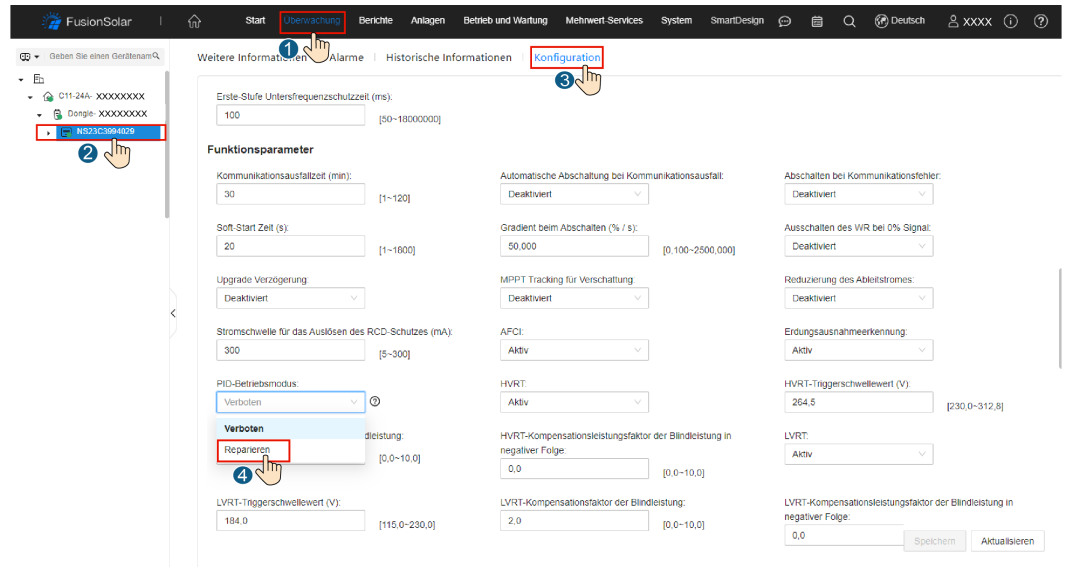 FusionSolar
Start Überwachung Berichte Anlagen Betrieb und Wartung Mehrwert-Services System SmartDesign Deutsch xxxx
1
Geben Sie einen Gerätenam
Weitere Informationen Alarme Historische Informationen Konfiguration
3
C11-24A- XXXXXXXX
Dongle- XXXXXXXX
NS23C3994029
2
Erste-Stufe Untersfrequenzschutzzeit (ms):
100 [50~18000000]
Funktionsparameter
Kommunikationsausfallzeit (min): Automatische Abschaltung bei Kommunikationsausfall: Abschalten bei Kommunikationsfehler:
30 [1~120] Deaktiviert Deaktiviert
Soft-Start Zeit (s): Gradient beim Abschalten (% / s): Ausschalten des WR bei 0% Signal:
20 [1~1800] 50,000 [0,100~2500,000] Deaktiviert
Upgrade Verzögerung: MPPT Tracking für Verschattung: Reduzierung des Ableitstromes:
Deaktiviert Deaktiviert Deaktiviert
Stromschwelle für das Auslösen des RCD-Schutzes (mA): AFCI: Erdungsausnahmeerkennung:
300 [5~300] Aktiv Aktiv
PID-Betriebsmodus: HVRT: HVRT-Triggerschwellewert (V):
Verboten Aktiv 264,5 [230,0~312,8]
Verboten
Reparieren
4
dleistung: HVRT-Kompensationsleistungsfaktor der Blindleistung in LVRT:
negativer Folge:
[0,0~10,0] 0,0 [0,0~10,0] Aktiv
LVRT-Triggerschwellewert (V): LVRT-Kompensationsfaktor der Blindleistung: LVRT-Kompensationsleistungsfaktor der Blindleistung in
negativer Folge:
184,0 [115,0~230,0] 2,0 [0,0~10,0] 0,0
Speichern Aktualisieren